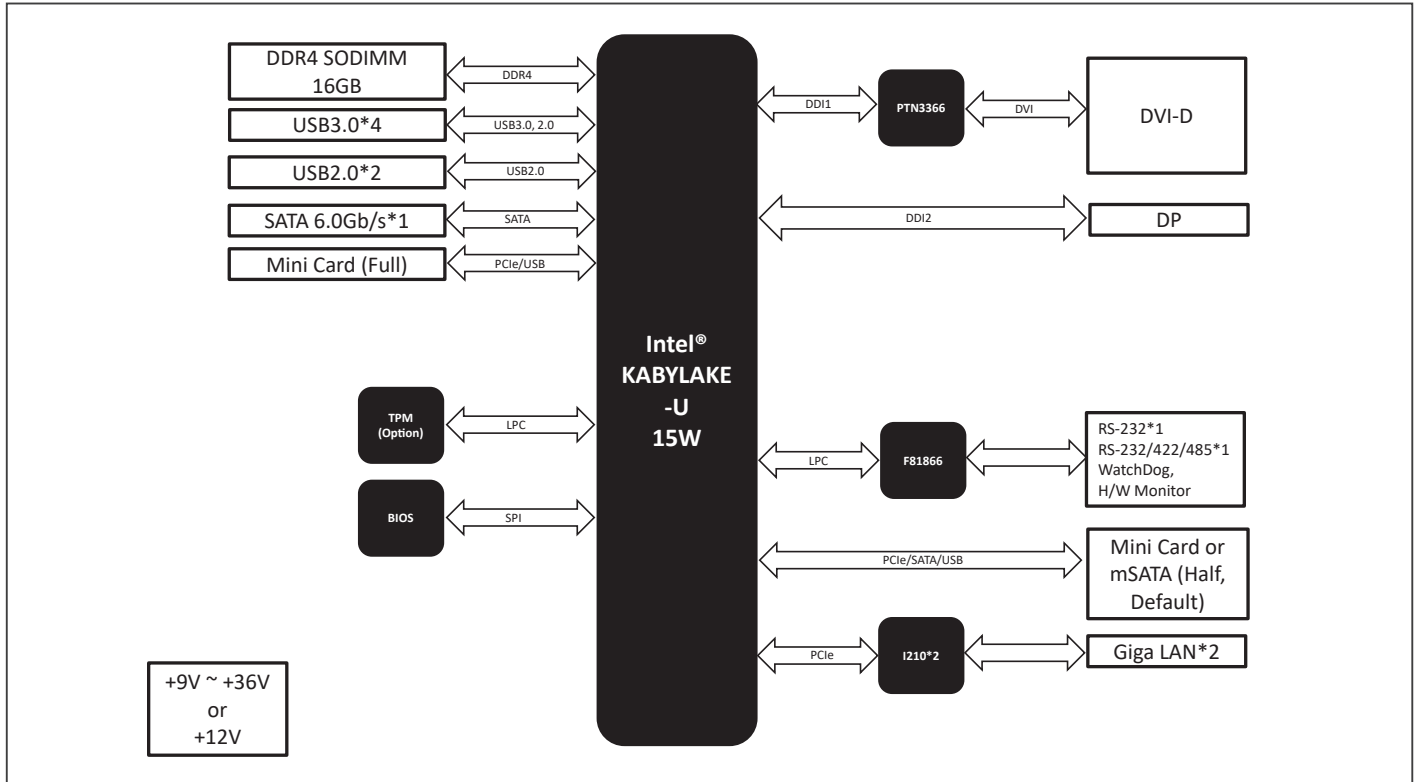 DDR4 SODIMM
16GB
DDR4
USB3.0*4
USB3.0, 2.0
USB2.0*2
USB2.0
SATA 6.0Gb/s*1
SATA
Mini Card (Full)
PCIe/USB
TPM
(Option)
LPC
BIOS
SPI
+9V ~ +36V
or
+12V
Intel®
KABYLAKE
-U
15W
DDI1
PTN3366
DVI
DVI-D
DDI2
DP
LPC
F81866
RS-232*1
RS-232/422/485*1
WatchDog,
H/W Monitor
PCIe/SATA/USB
Mini Card or
mSATA (Half,
Default)
PCIe
I210*2
Giga LAN*2